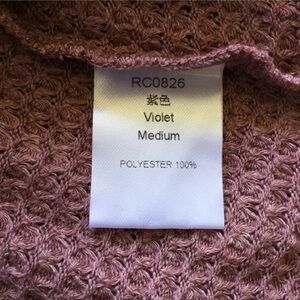 RC0826
紫色
Violet
Medium
POLYESTER 100%